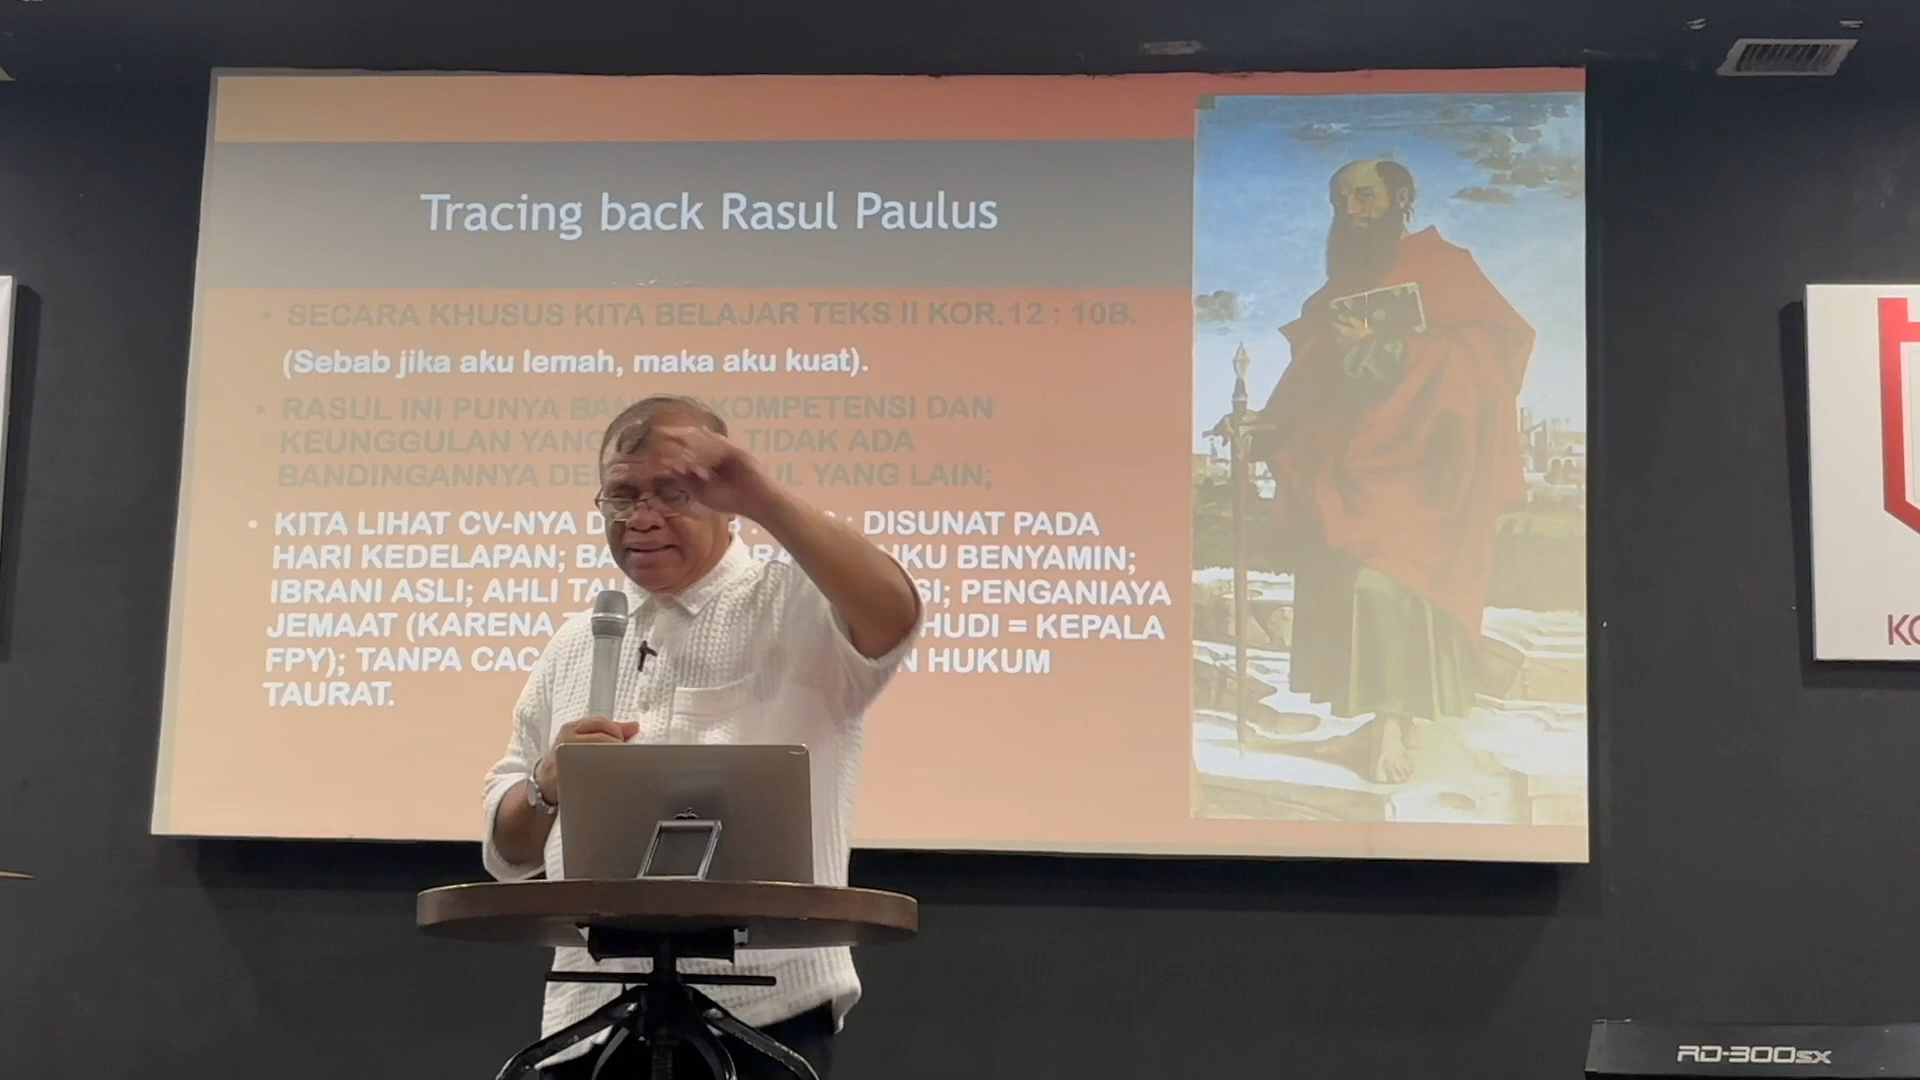 Tracing back Rasul Paulus
• SECARA KHUSUS KITA BELAJAR TEKS II KOR.12 : 10B.
(Sebab jika aku lemah, maka aku kuat).
• RASUL INI PUNYA KOMPETENSI DAN
KEUNGGULAN YANG TIDAK ADA
BANDINGANNYA YANG LAIN;
• KITA LIHAT CV-NYA : DISUNAT PADA
HARI KEDELAPAN; BENYAMIN;
IBRANI ASLI; AHLI PENGANIAYA
JEMAAT (KARENA = KEPALA
FPY); TANPA HUKUM
TAURAT.
RD-300SX